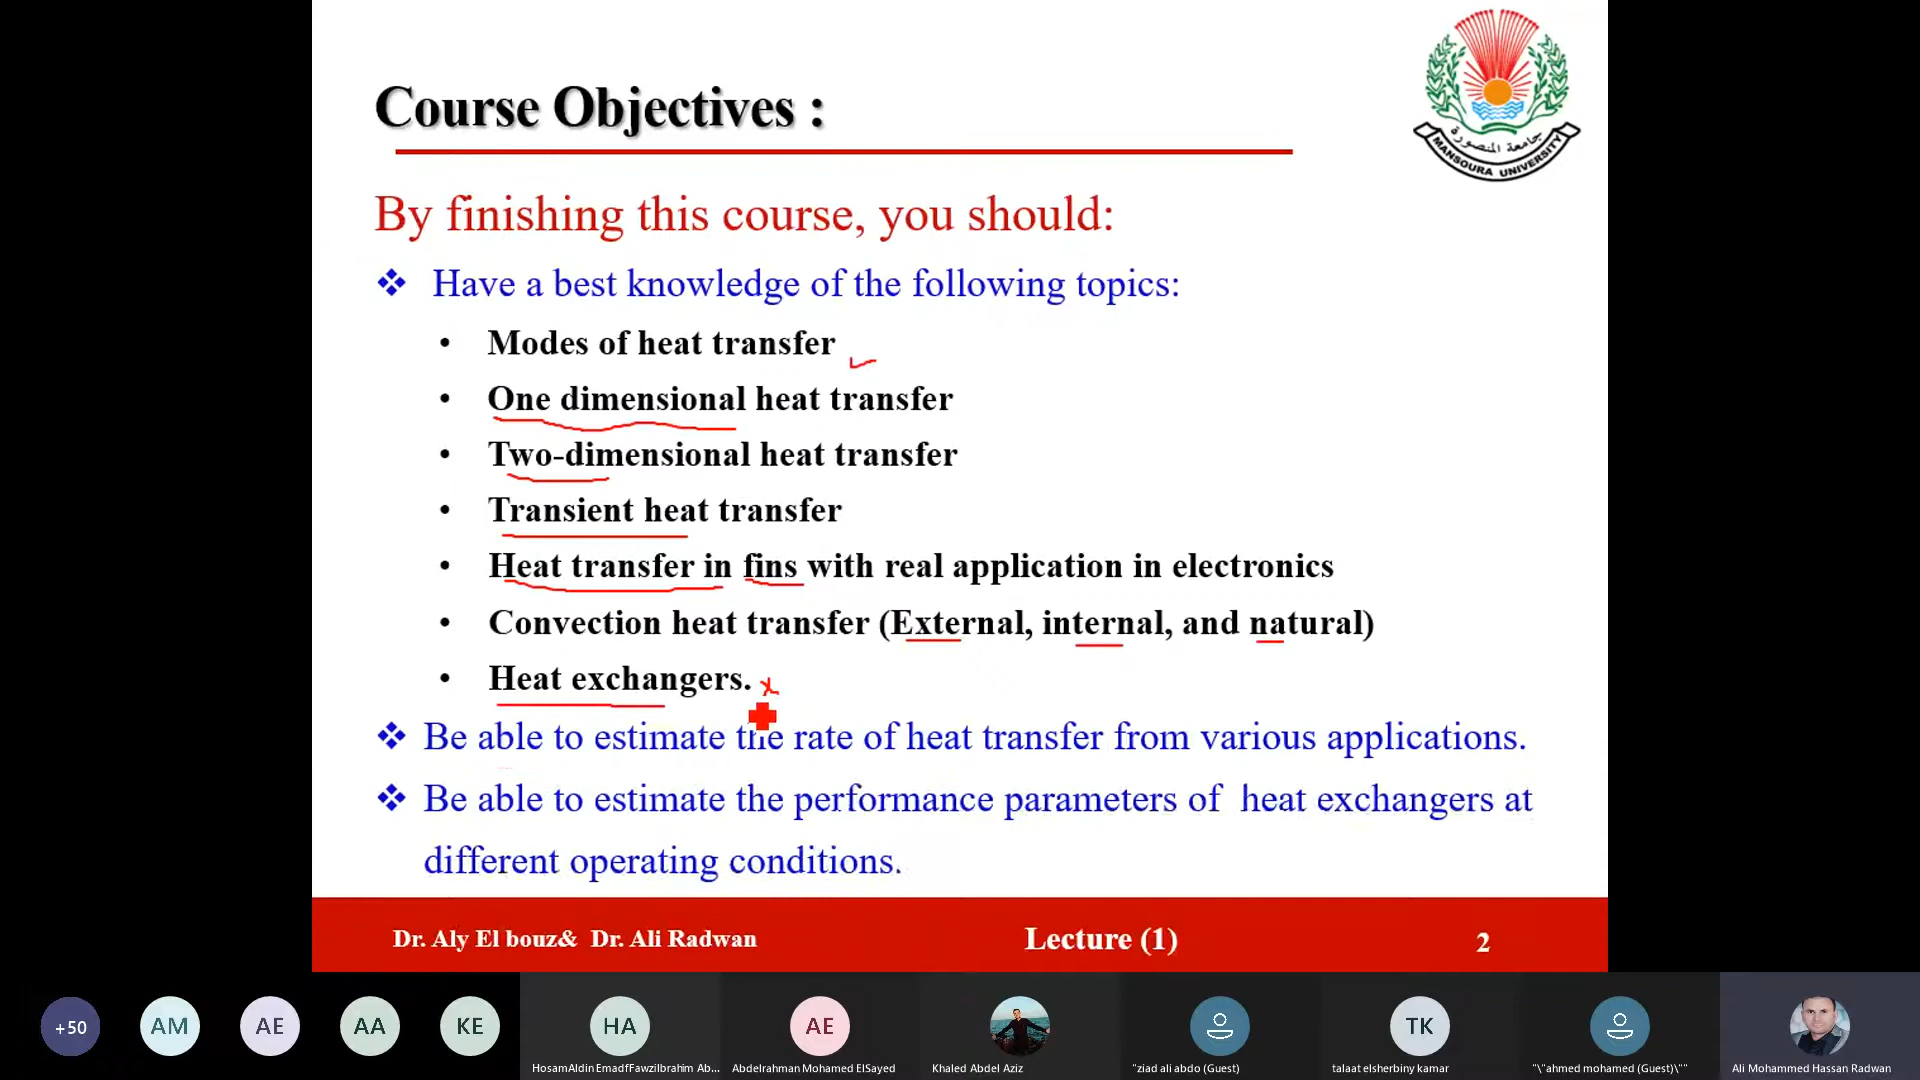 Course Objectives :
جامعة المنصورة
MANSOURA UNIVERSITY
By finishing this course, you should:
❖ Have a best knowledge of the following topics:
• Modes of heat transfer
• One dimensional heat transfer
• Two-dimensional heat transfer
• Transient heat transfer
• Heat transfer in fins with real application in electronics
• Convection heat transfer (External, internal, and natural)
• Heat exchangers.
❖ Be able to estimate the rate of heat transfer from various applications.
❖ Be able to estimate the performance parameters of heat exchangers at
different operating conditions.
Dr. Aly El bouz& Dr. Ali Radwan Lecture (1) 2
+50 AM AE AA KE HA AE TK
HosamAldin EmadfFawziIbrahim Ab... Abdelrahman Mohamed ElSayed Khaled Abdel Aziz "ziad ali abdo (Guest) talaat elsherbiny kamar "\"ahmed mohamed (Guest)\"" Ali Mohammed Hassan Radwan